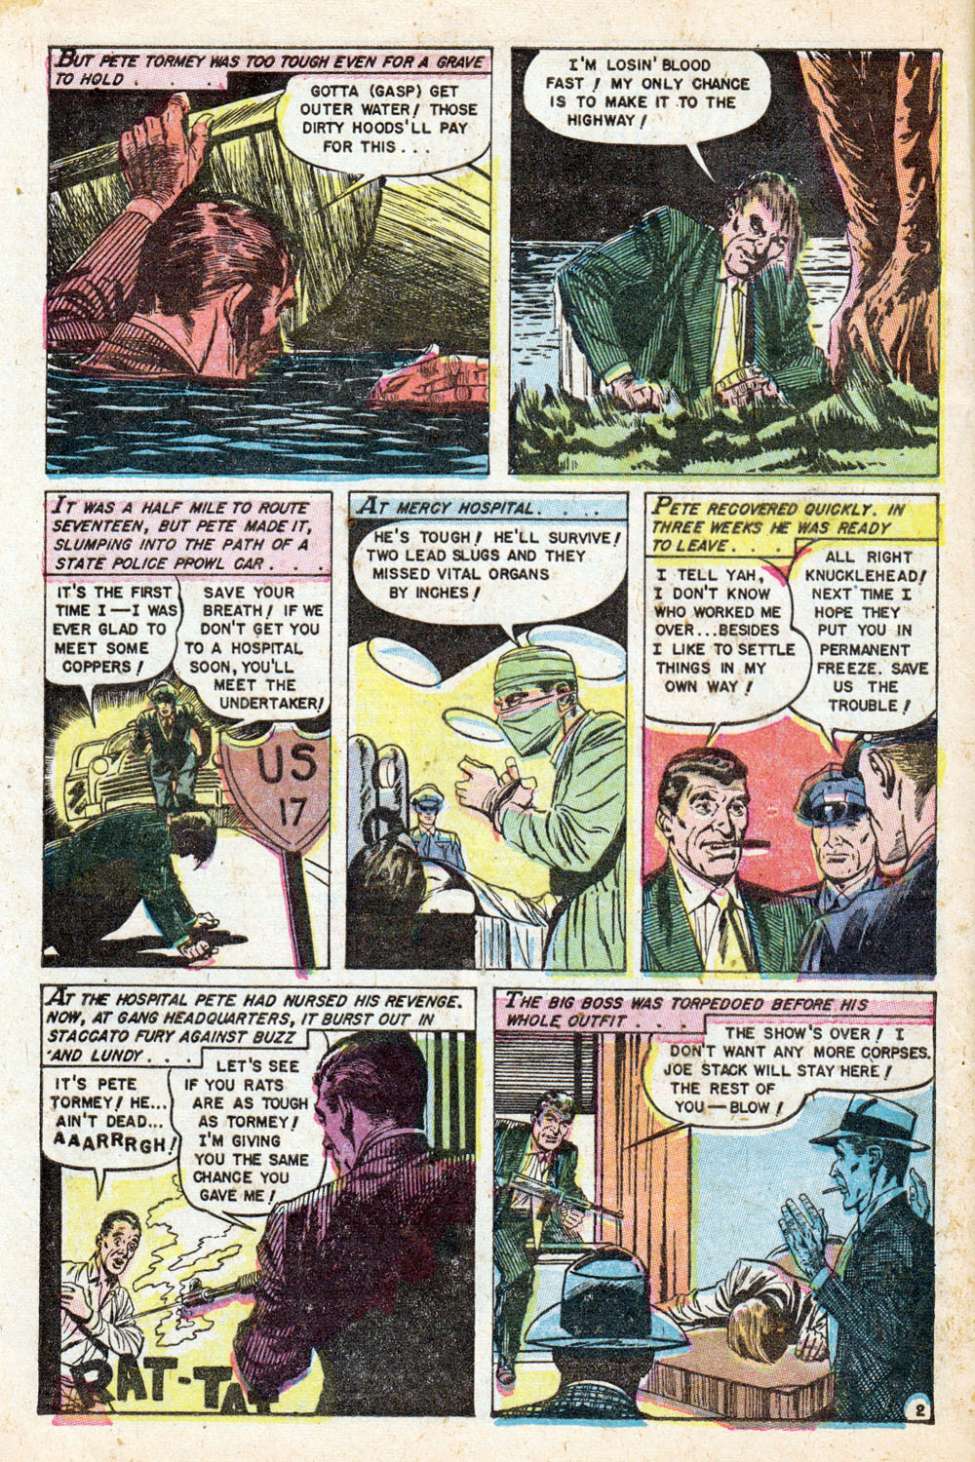 BUT PETE TORMEY WAS TOO TOUGH EVEN FOR A GRAVE
TO HOLD . . . . .
GOTTA (GASP) GET
OUTER WATER! THOSE
DIRTY HOODS'LL PAY
FOR THIS . . .
I'M LOSIN' BLOOD
FAST! MY ONLY CHANCE
IS TO MAKE IT TO THE
HIGHWAY!
IT WAS A HALF MILE TO ROUTE
SEVENTEEN, BUT PETE MADE IT,
SLUMPING INTO THE PATH OF A
STATE POLICE PROWL CAR . . . .
IT'S THE FIRST
TIME I—I WAS
EVER GLAD TO
MEET SOME
COPPERS!
SAVE YOUR
BREATH! IF WE
DON'T GET YOU
TO A HOSPITAL
SOON, YOU'LL
MEET THE
UNDERTAKER!
US
17
AT MERCY HOSPITAL. . . .
HE'S TOUGH! HE'LL SURVIVE!
TWO LEAD SLUGS AND THEY
MISSED VITAL ORGANS
BY INCHES!
PETE RECOVERED QUICKLY. IN
THREE WEEKS HE WAS READY
TO LEAVE. . . .
I TELL YAH,
I DON'T KNOW
WHO WORKED ME
OVER...BESIDES
I LIKE TO SETTLE
THINGS IN MY
OWN WAY!
ALL RIGHT
KNUCKLEHEAD!
NEXT TIME I
HOPE THEY
PUT YOU IN
PERMANENT
FREEZE. SAVE
US THE
TROUBLE!
AT THE HOSPITAL PETE HAD NURSED HIS REVENGE.
NOW, AT GANG HEADQUARTERS, IT BURST OUT IN
STACCATO FURY AGAINST BUZZ
AND LUNDY . . . .
IT'S PETE
TORMEY! HE...
AIN'T DEAD...
AAARRRGH!
LET'S SEE
IF YOU RATS
ARE AS TOUGH
AS TORMEY!
I'M GIVING
YOU THE SAME
CHANCE YOU
GAVE ME!
RAT-TAT
THE BIG BOSS WAS TORPEDOED BEFORE HIS
WHOLE OUTFIT . . . .
THE SHOW'S OVER! I
DON'T WANT ANY MORE CORPSES.
JOE STACK WILL STAY HERE!
THE REST OF
YOU—BLOW!
2